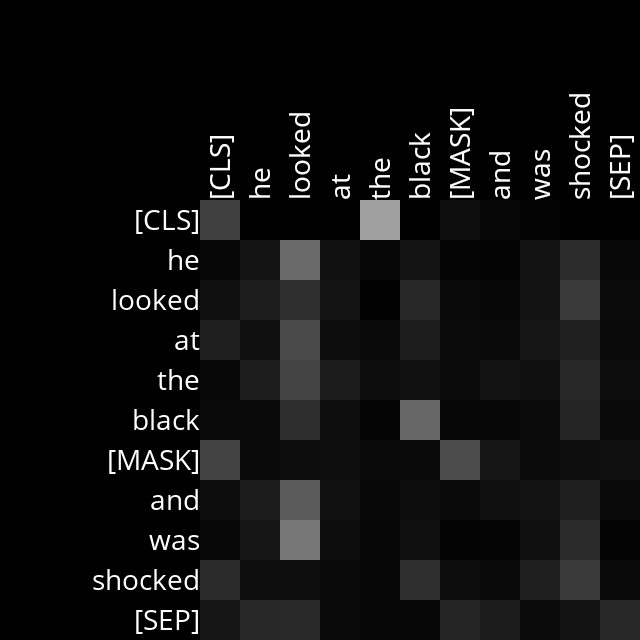 [CLS] he looked at the black [MASK] and was shocked [SEP]
[CLS]
he
looked
at
the
black
[MASK]
and
was
shocked
[SEP]